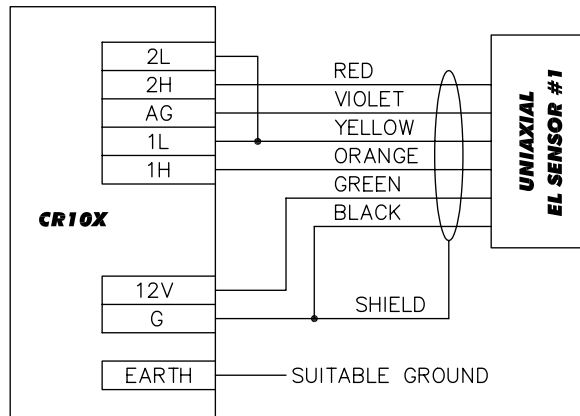 2L
2H
AG
1L
1H
CR10X
12V
G
EARTH
RED
VIOLET
YELLOW
ORANGE
GREEN
BLACK
SHIELD
SUITABLE GROUND
UNIAXIAL
EL SENSOR #1